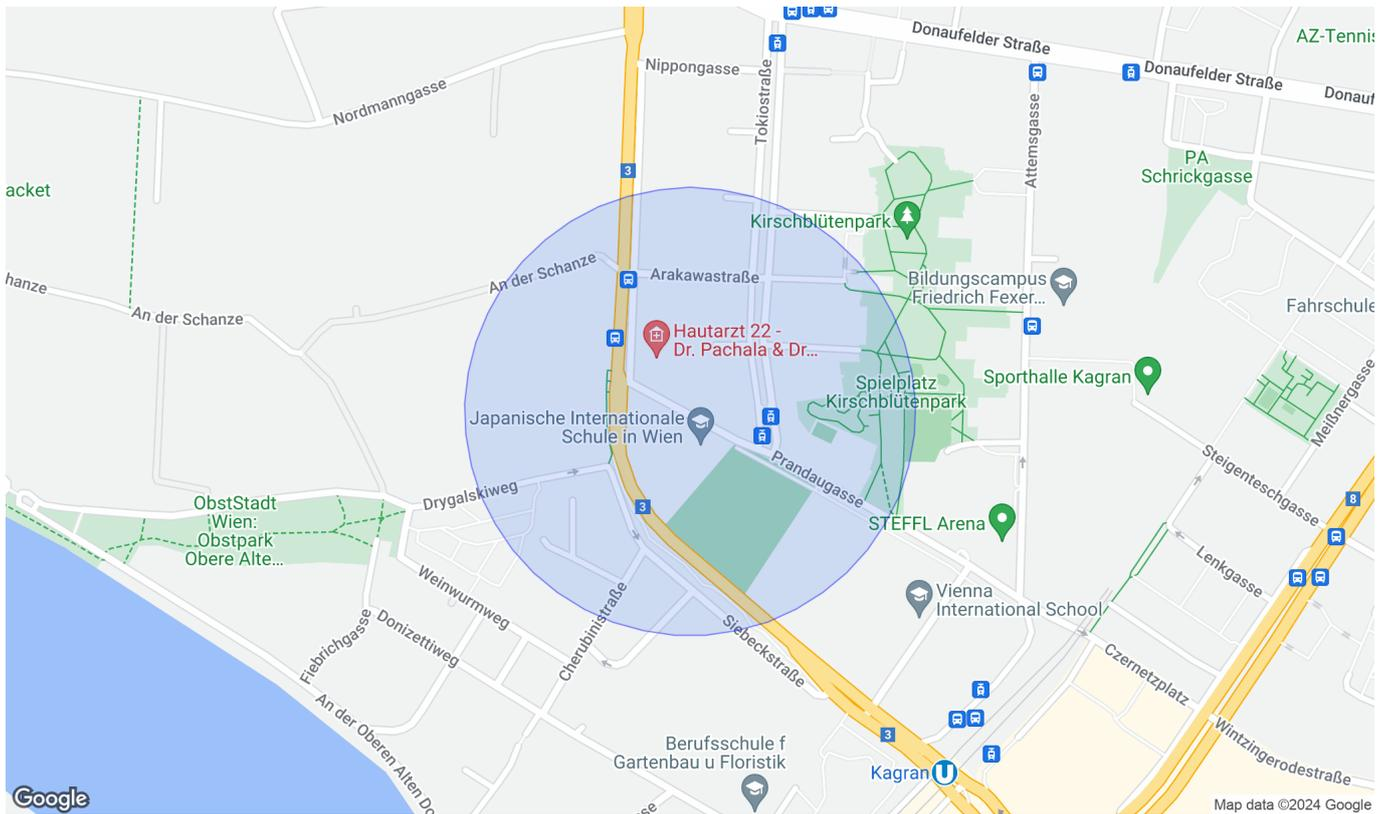 Donaufelder Straße
AZ-Tennis
Nippongasse
Tokiostraße
Donaufelder Straße
Donauf
Nordmanngasse
Attemsgasse
PA
Schrickgasse
3
acket
Kirschblütenpark
An der Schanze
Arakawastraße
Bildungscampus
Friedrich Fexer...
hanze
An der Schanze
Fahrschule
Hautarzt 22 -
Dr. Pachala & Dr...
Sporthalle Kagran
Spielplatz
Kirschblütenpark
Meißnergasse
Japanische Internationale
Schule in Wien
Prandaugasse
Steigenteschgasse
Drygalskiweg
8
ObstStadt
Wien:
Obstpark
Obere Alte...
3
STEFFL Arena
Lenkgasse
Weinwurmweg
Vienna
International School
Cherubinistraße
Fiebrichgasse
Donizettiweg
Siebeckstraße
Czernetzplatz
An der Oberen Alten Do
3
Wintzingerodestraße
Berufsschule f
Gartenbau u Floristik
Kagran
U
Google
Map data ©2024 Google